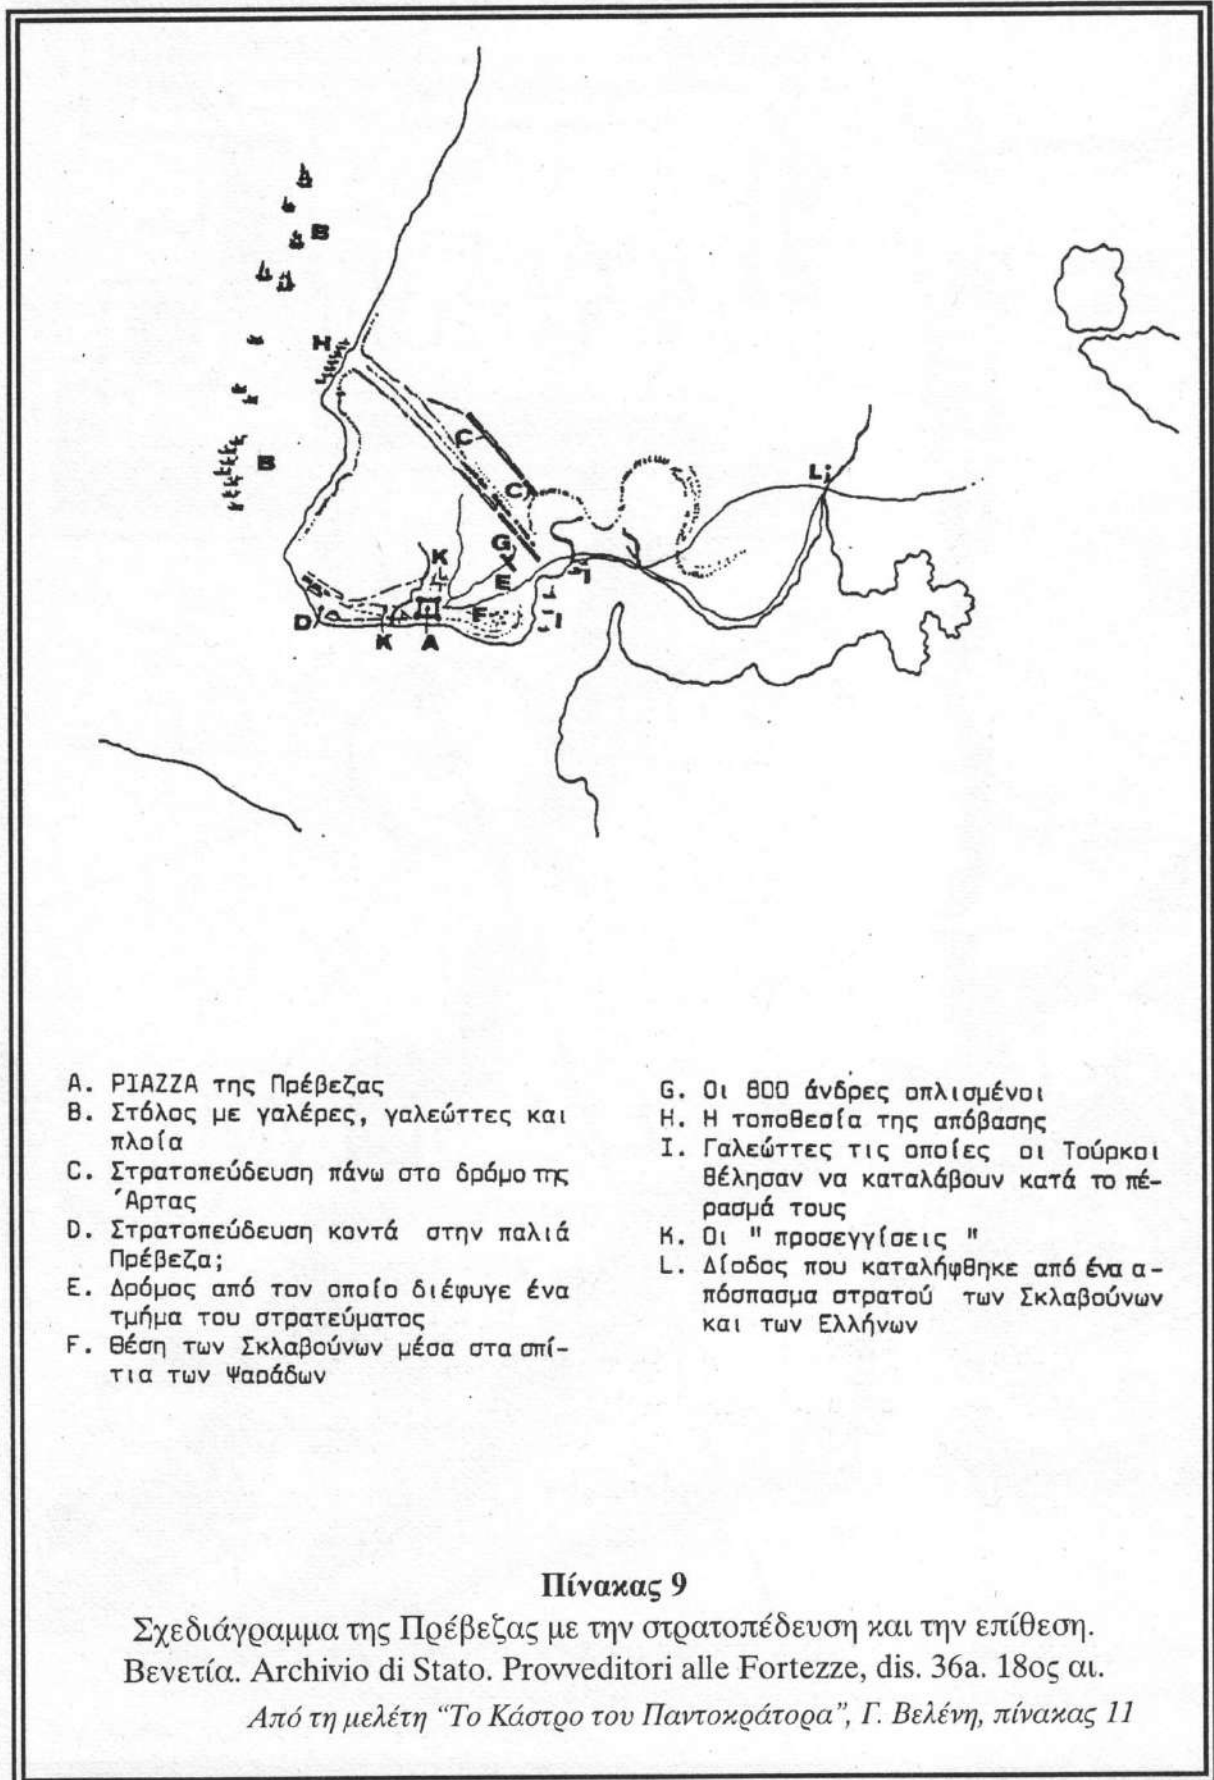 B
H
B
C
C
L
G
K
E
I
F
D
K
A
I
A. PIAZZA της Πρέβεζας
B. Στόλος με γαλέρες, γαλεώττες και
πλοία
C. Στρατοπεύδευση πάνω στο δρόμο της
Άρτας
D. Στρατοπεύδευση κοντά στην παλιά
Πρέβεζα;
E. Δρόμος από τον οποίο διέφυγε ένα
τμήμα του στρατεύματος
F. Θέση των Σκλαβούνων μέσα στα σπί-
τια των Ψαράδων
G. Οι 800 άνδρες οπλισμένοι
H. Η τοποθεσία της απόβασης
I. Γαλεώττες τις οποίες οι Τούρκοι
θέλησαν να καταλάβουν κατά το πέ-
ρασμά τους
K. Οι " προσεγγίσεις "
L. Δίοδος που καταλήφθηκε από ένα α-
πόσπασμα στρατού των Σκλαβούνων
και των Ελλήνων
Πίνακας 9
Σχεδιάγραμμα της Πρέβεζας με την στρατοπέδευση και την επίθεση.
Βενετία. Archivio di Stato. Provveditori alle Fortezze, dis. 36a. 18ος αι.
Από τη μελέτη “Το Κάστρο του Παντοκράτορα”, Γ. Βελένη, πίνακας 11